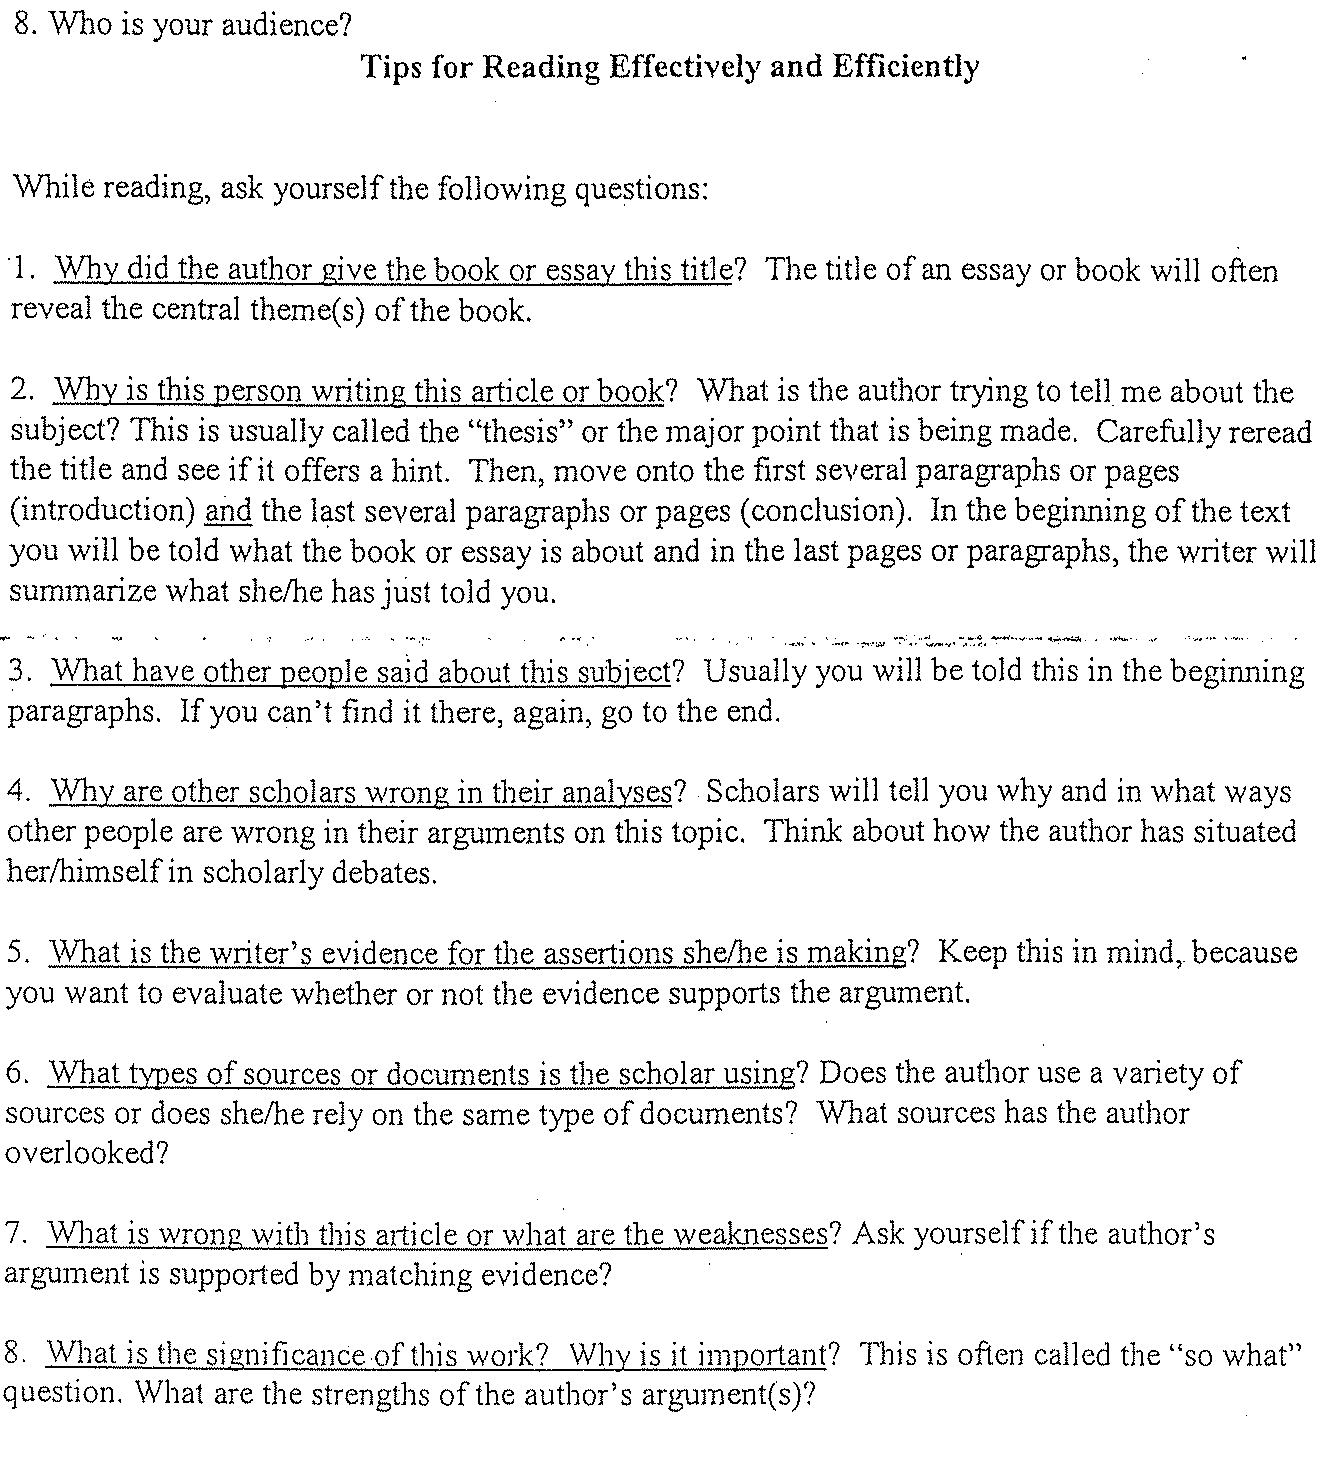 8. Who is your audience?
Tips for Reading Effectively and Efficiently
While reading, ask yourself the following questions:
1. Why did the author give the book or essay this title? The title of an essay or book will often
reveal the central theme(s) of the book.
2. Why is this person writing this article or book? What is the author trying to tell me about the
subject? This is usually called the “thesis” or the major point that is being made. Carefully reread
the title and see if it offers a hint. Then, move onto the first several paragraphs or pages
(introduction) and the last several paragraphs or pages (conclusion). In the beginning of the text
you will be told what the book or essay is about and in the last pages or paragraphs, the writer will
summarize what she/he has just told you.
3. What have other people said about this subject? Usually you will be told this in the beginning
paragraphs. If you can’t find it there, again, go to the end.
4. Why are other scholars wrong in their analyses? Scholars will tell you why and in what ways
other people are wrong in their arguments on this topic. Think about how the author has situated
her/himself in scholarly debates.
5. What is the writer’s evidence for the assertions she/he is making? Keep this in mind, because
you want to evaluate whether or not the evidence supports the argument.
6. What types of sources or documents is the scholar using? Does the author use a variety of
sources or does she/he rely on the same type of documents? What sources has the author
overlooked?
7. What is wrong with this article or what are the weaknesses? Ask yourself if the author’s
argument is supported by matching evidence?
8. What is the significance of this work? Why is it important? This is often called the “so what”
question. What are the strengths of the author’s argument(s)?